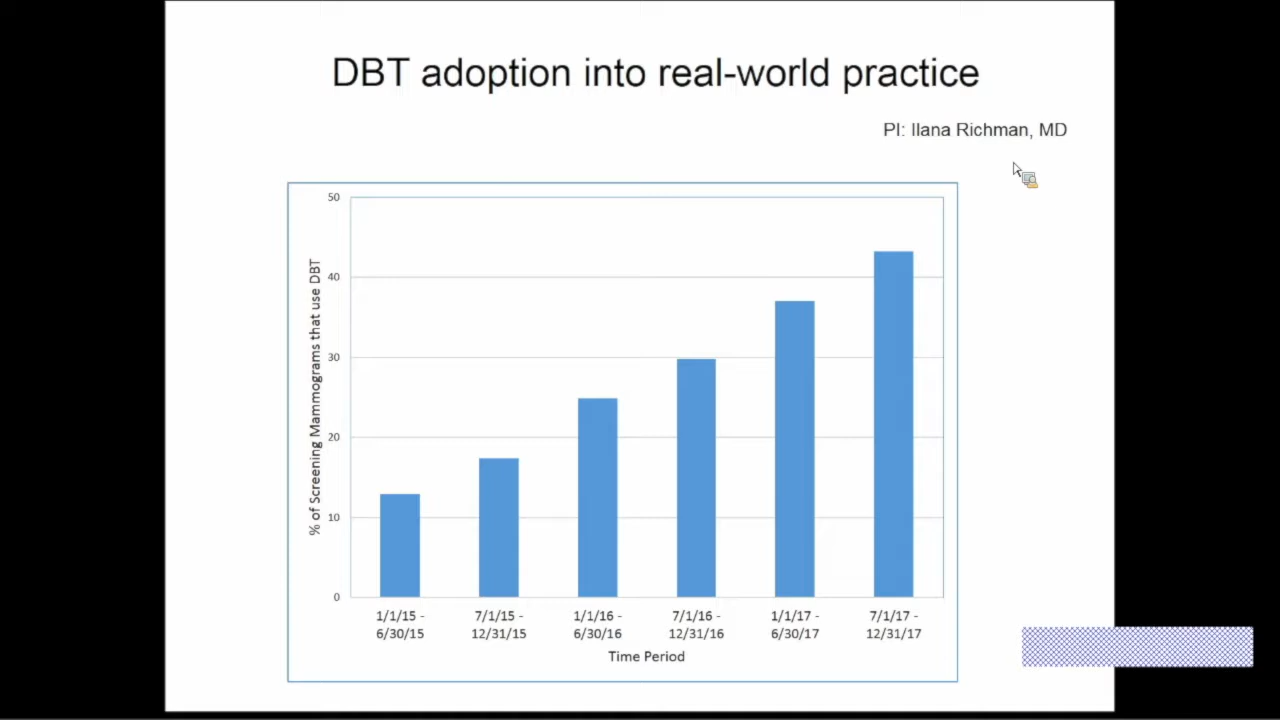 DBT adoption into real-world practice
PI: Ilana Richman, MD
% of Screening Mammograms that use DBT
50
40
30
20
10
0
1/1/15 - 6/30/15
7/1/15 - 12/31/15
1/1/16 - 6/30/16
7/1/16 - 12/31/16
1/1/17 - 6/30/17
7/1/17 - 12/31/17
Time Period